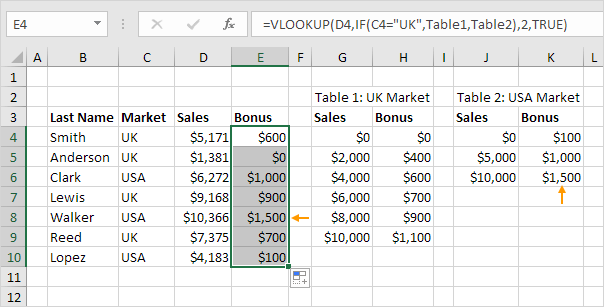 E4 =VLOOKUP(D4,IF(C4="UK",Table1,Table2),2,TRUE)
A B C D E F G H I J K L
1
2 Table 1: UK Market Table 2: USA Market
3 Last Name Market Sales Bonus Sales Bonus Sales Bonus
4 Smith UK $5,171 $600 $0 $0 $0 $100
5 Anderson UK $1,381 $0 $2,000 $400 $5,000 $1,000
6 Clark USA $6,272 $1,000 $4,000 $600 $10,000 $1,500
7 Lewis UK $9,168 $900 $6,000 $700
8 Walker USA $10,366 $1,500 $8,000 $900
9 Reed UK $7,375 $700 $10,000 $1,100
10 Lopez USA $4,183 $100
11
12